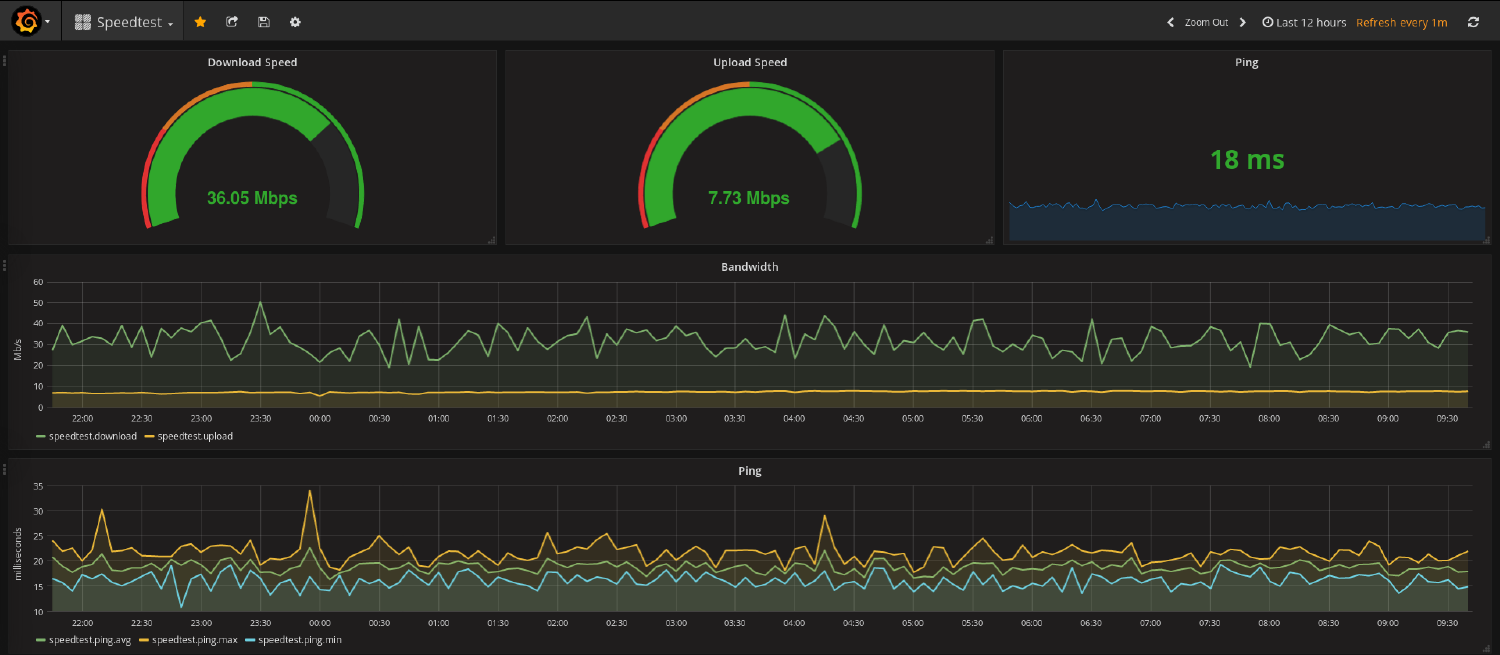 Speedtest
Zoom Out
Last 12 hours
Refresh every 1m
Download Speed
36.05 Mbps
Upload Speed
7.73 Mbps
Ping
18 ms
Bandwidth
Mb/s
60
50
40
30
20
10
0
22:00 22:30 23:00 23:30 00:00 00:30 01:00 01:30 02:00 02:30 03:00 03:30 04:00 04:30 05:00 05:30 06:00 06:30 07:00 07:30 08:00 08:30 09:00 09:30
speedtest.download speedtest.upload
Ping
milliseconds
35
30
25
20
15
10
22:00 22:30 23:00 23:30 00:00 00:30 01:00 01:30 02:00 02:30 03:00 03:30 04:00 04:30 05:00 05:30 06:00 06:30 07:00 07:30 08:00 08:30 09:00 09:30
speedtest.ping.avg speedtest.ping.max speedtest.ping.min